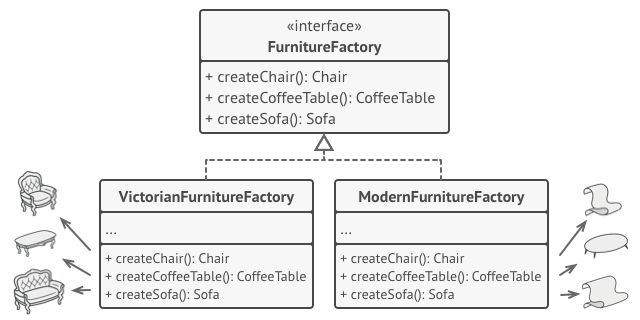 «interface»
FurnitureFactory
+ createChair(): Chair
+ createCoffeeTable(): CoffeeTable
+ createSofa(): Sofa
VictorianFurnitureFactory
...
+ createChair(): Chair
+ createCoffeeTable(): CoffeeTable
+ createSofa(): Sofa
ModernFurnitureFactory
...
+ createChair(): Chair
+ createCoffeeTable(): CoffeeTable
+ createSofa(): Sofa